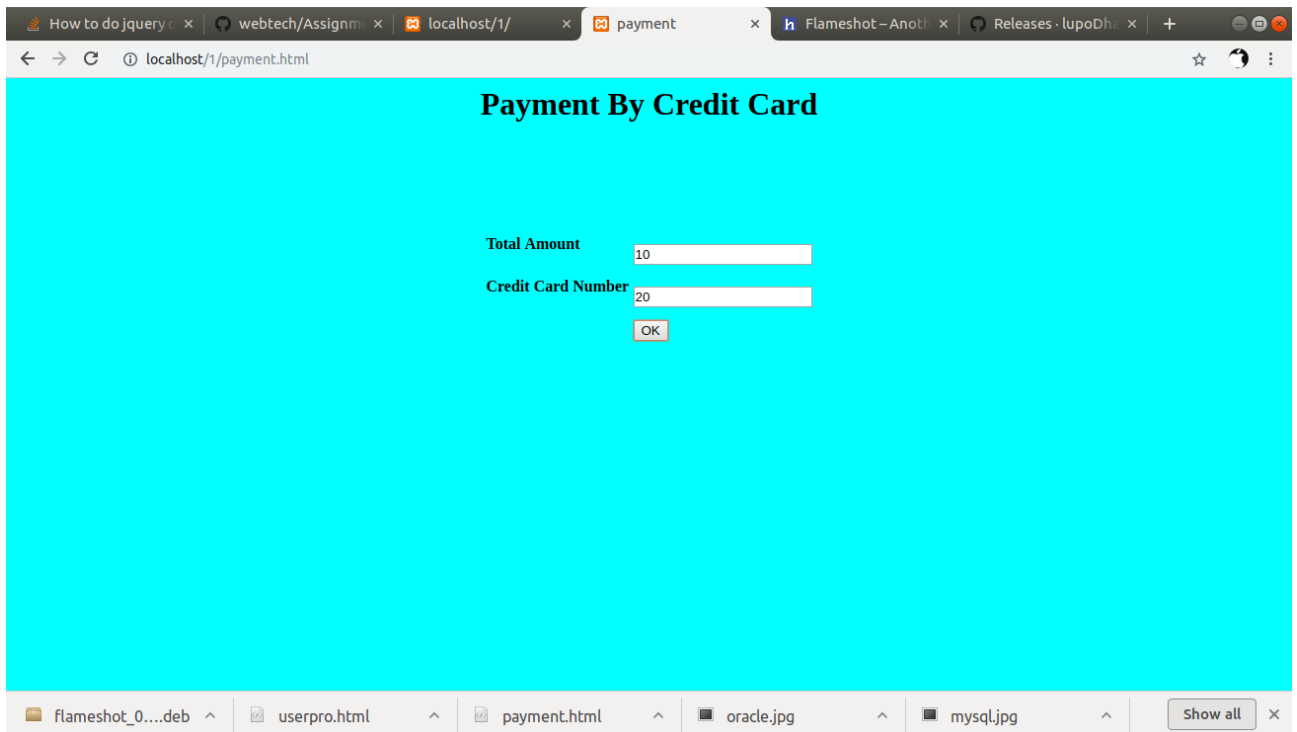 How to do jquery c
webtech/Assignm
localhost/1/
payment
Flameshot – Anoth
Releases · lupoDha
localhost/1/payment.html
Payment By Credit Card
Total Amount
10
Credit Card Number
20
OK
flameshot_0....deb
userpro.html
payment.html
oracle.jpg
mysql.jpg
Show all